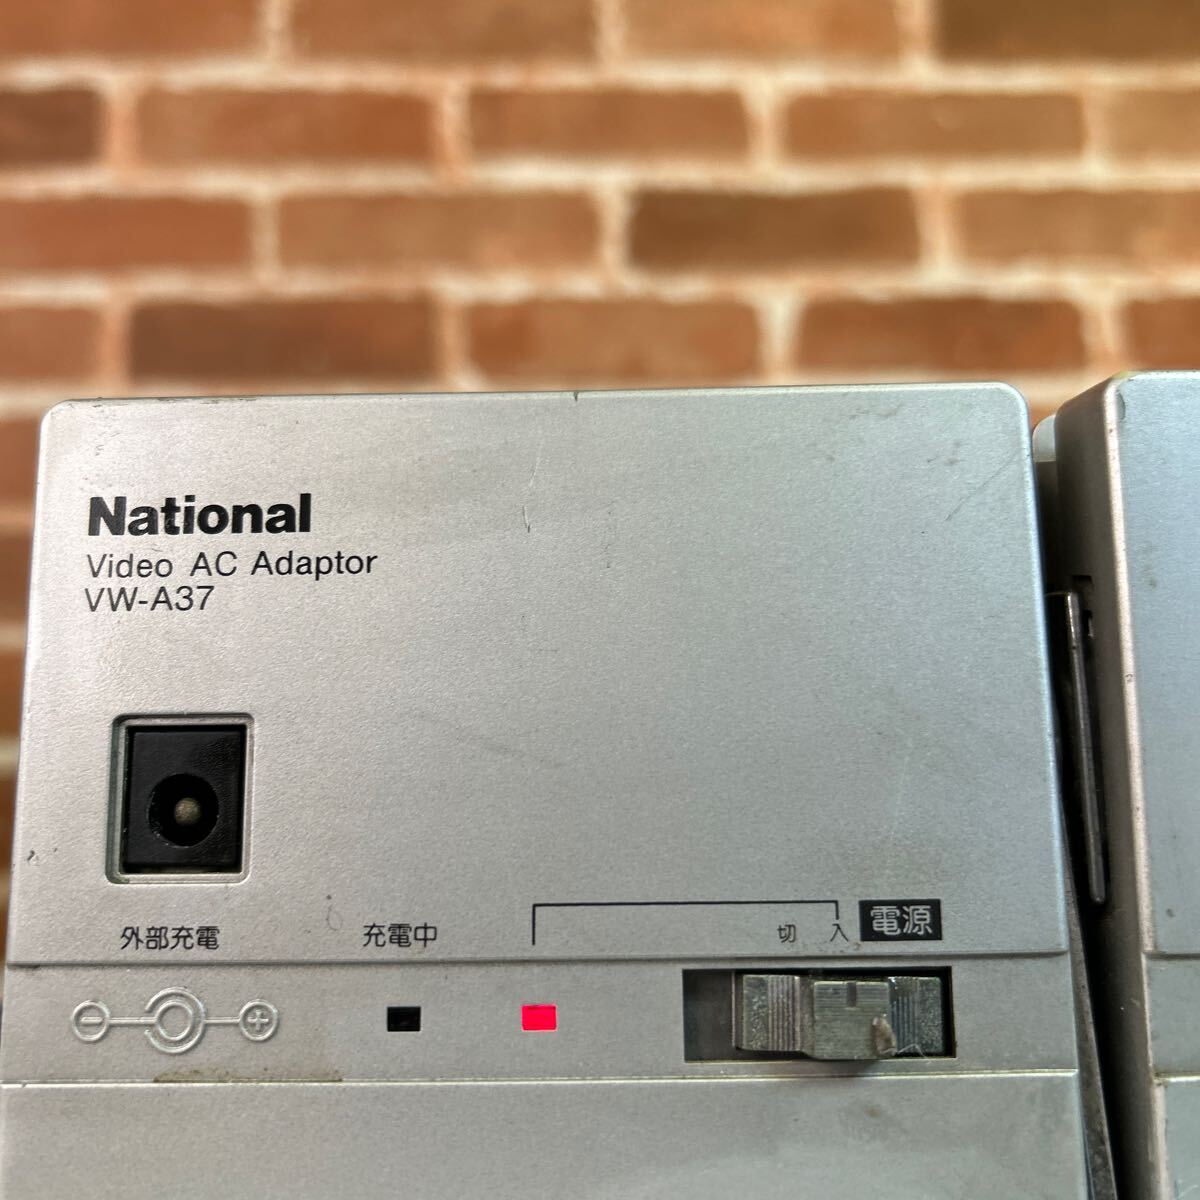 National
Video AC Adaptor
VW-A37
外部充電
充電中
切 入 電源